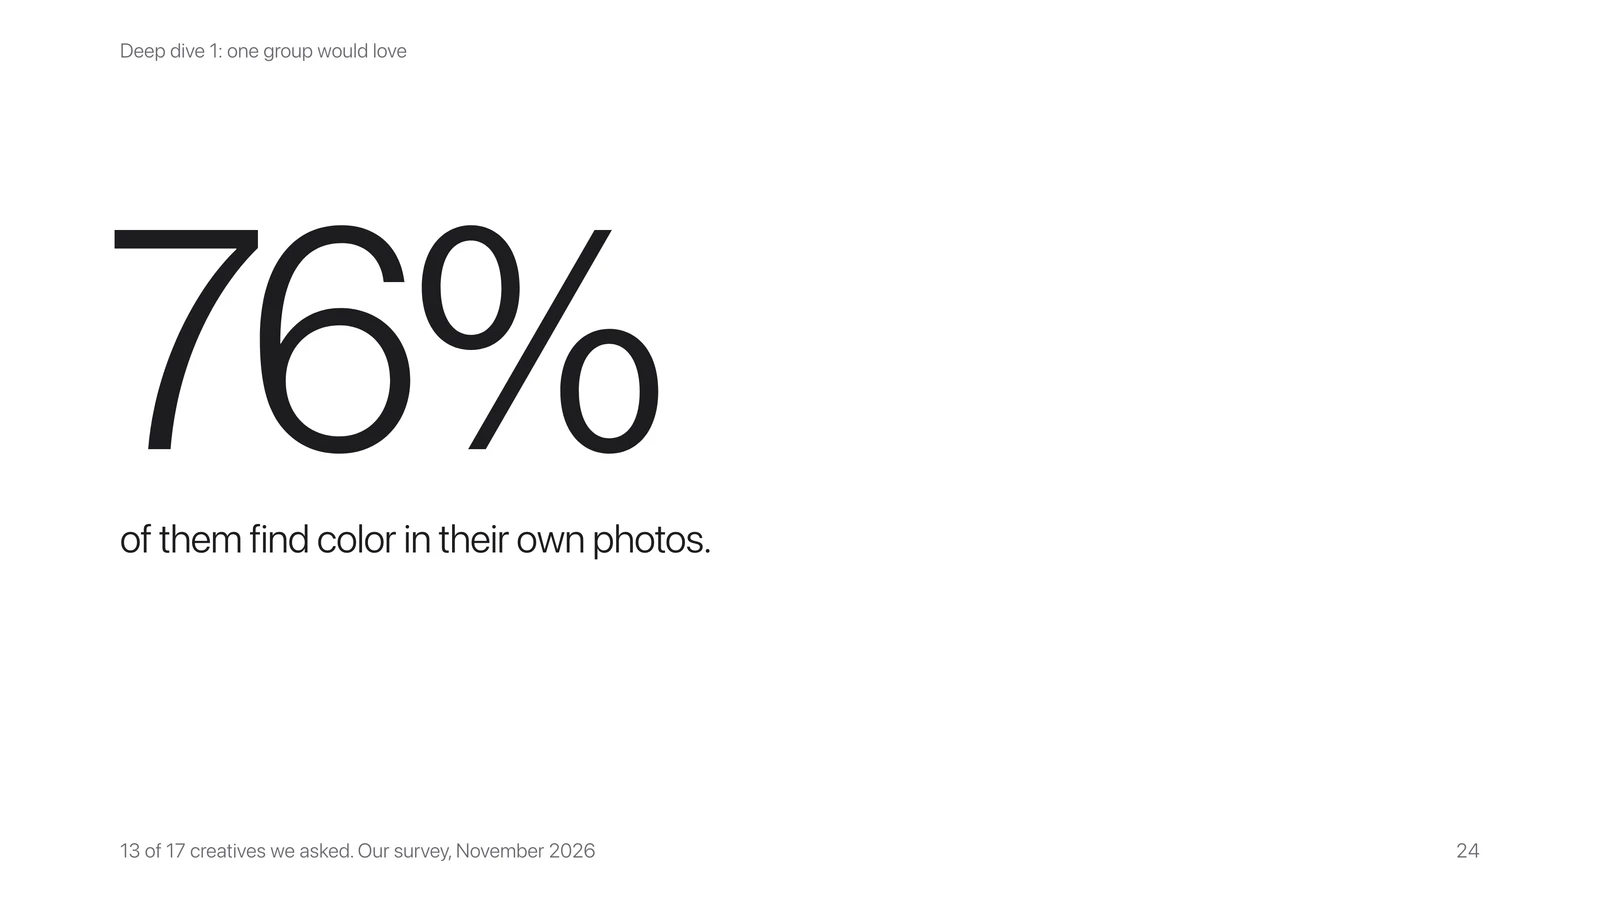 Deep dive 1: one group would love
76%
of them find color in their own photos.
13 of 17 creatives we asked. Our survey, November 2026
24